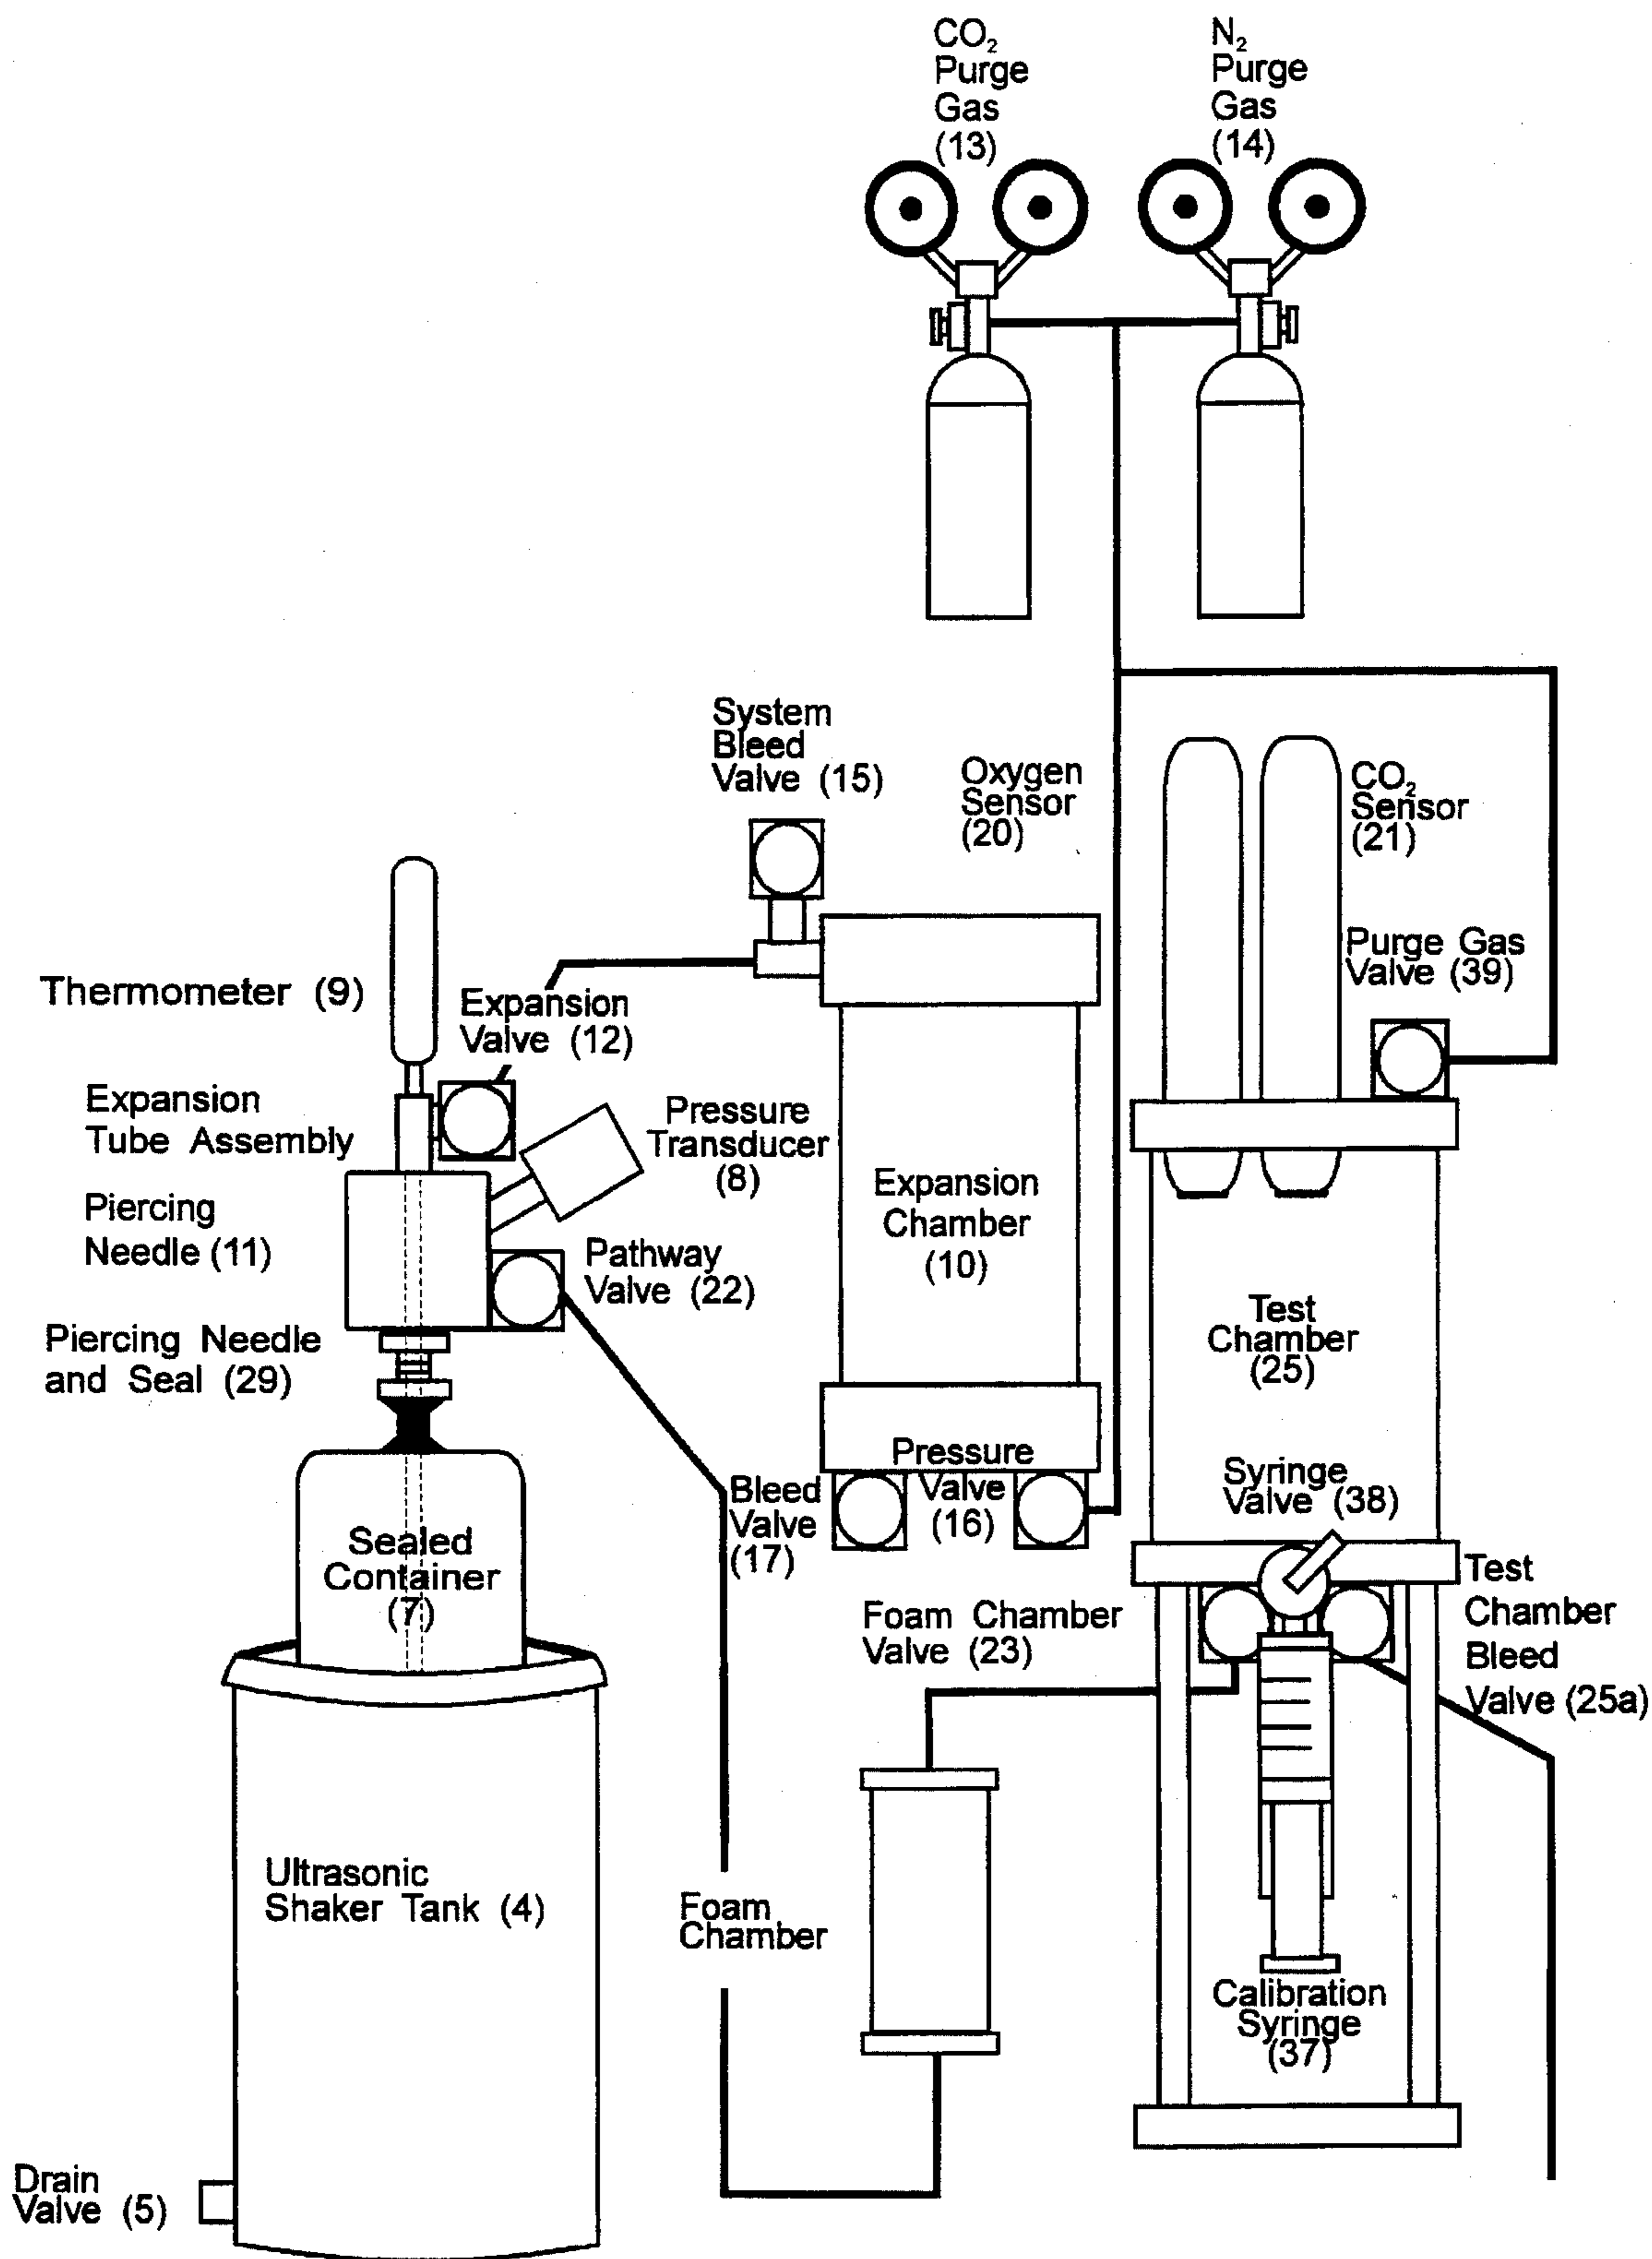 CO₂
Purge
Gas
(13)
N₂
Purge
Gas
(14)
System
Bleed
Valve (15)
Oxygen
Sensor
(20)
CO₂
Sensor
(21)
Purge Gas
Valve (39)
Thermometer (9)
Expansion
Valve (12)
Expansion
Tube Assembly
Pressure
Transducer
(8)
Piercing
Needle (11)
Pathway
Valve (22)
Expansion
Chamber
(10)
Test
Chamber
(25)
Piercing Needle
and Seal (29)
Pressure
Valve
(16)
Bleed
Valve
(17)
Syringe
Valve (38)
Sealed
Container
(7)
Foam Chamber
Valve (23)
Test
Chamber
Bleed
Valve (25a)
Ultrasonic
Shaker Tank (4)
Foam
Chamber
Calibration
Syringe
(37)
Drain
Valve (5)